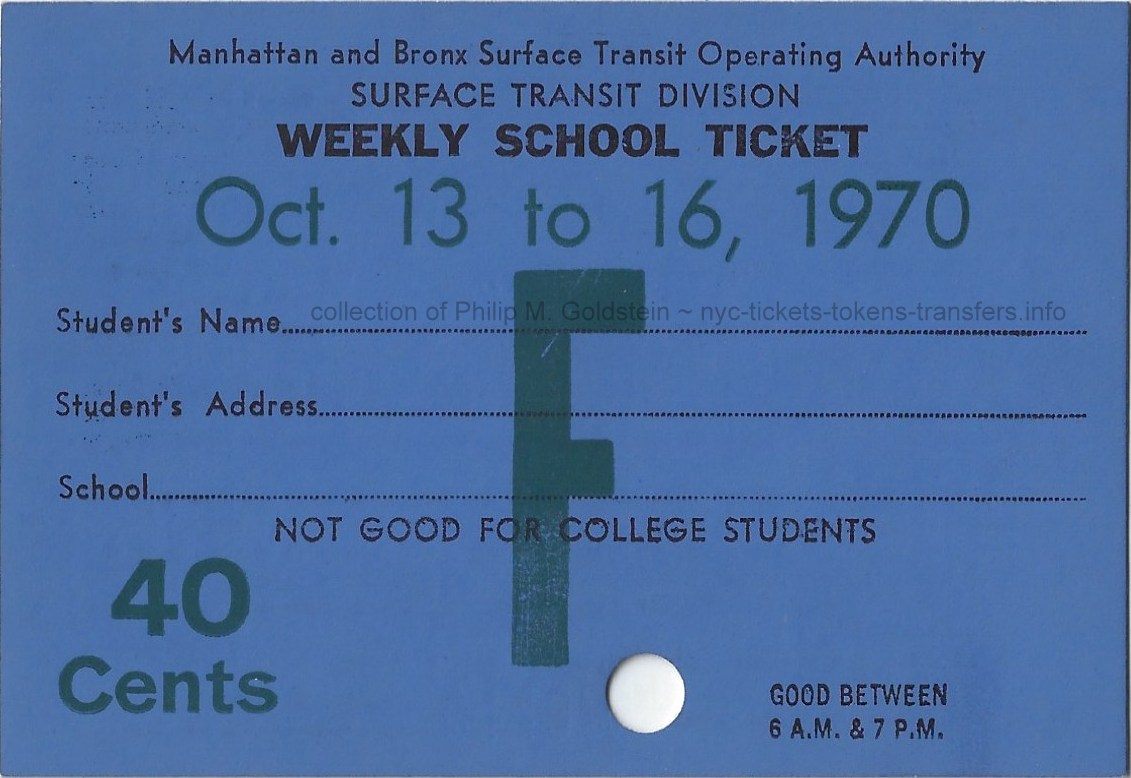 Manhattan and Bronx Surface Transit Operating Authority
SURFACE TRANSIT DIVISION
WEEKLY SCHOOL TICKET
Oct. 13 to 16, 1970
F
collection of Philip M. Goldstein ~ nyc-tickets-tokens-transfers.info
Student's Name
Student's Address
School
NOT GOOD FOR COLLEGE STUDENTS
40
Cents
GOOD BETWEEN
6 A.M. & 7 P.M.